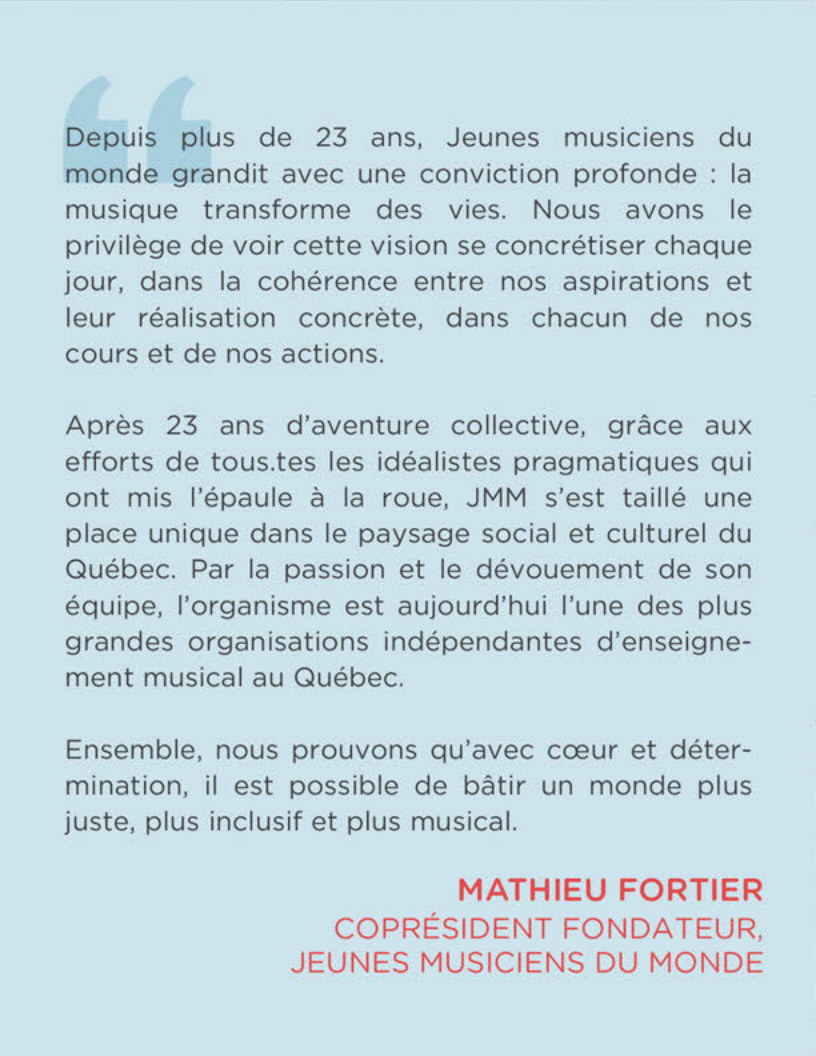 Depuis plus de 23 ans, Jeunes musiciens du
monde grandit avec une conviction profonde : la
musique transforme des vies. Nous avons le
privilège de voir cette vision se concrétiser chaque
jour, dans la cohérence entre nos aspirations et
leur réalisation concrète, dans chacun de nos
cours et de nos actions.
Après 23 ans d’aventure collective, grâce aux
efforts de tous.tes les idéalistes pragmatiques qui
ont mis l’épaule à la roue, JMM s’est taillé une
place unique dans le paysage social et culturel du
Québec. Par la passion et le dévouement de son
équipe, l’organisme est aujourd’hui l’une des plus
grandes organisations indépendantes d’enseigne-
ment musical au Québec.
Ensemble, nous prouvons qu’avec cœur et déter-
mination, il est possible de bâtir un monde plus
juste, plus inclusif et plus musical.
MATHIEU FORTIER
COPRÉSIDENT FONDATEUR,
JEUNES MUSICIENS DU MONDE